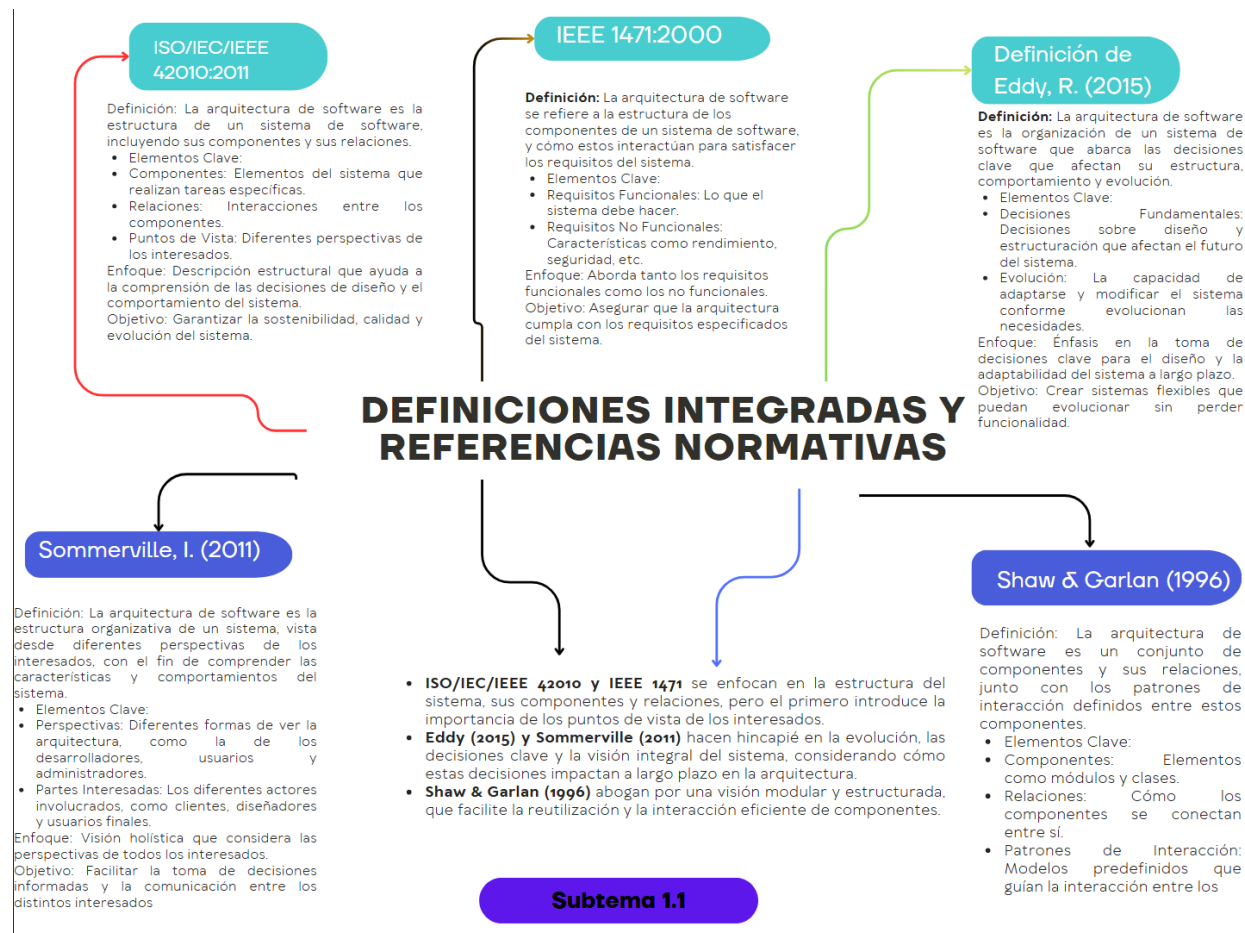 ISO/IEC/IEEE
42010:2011
Definición: La arquitectura de software es la
estructura de un sistema de software,
incluyendo sus componentes y sus relaciones.
• Elementos Clave:
• Componentes: Elementos del sistema que
realizan tareas específicas.
• Relaciones: Interacciones entre los
componentes.
• Puntos de Vista: Diferentes perspectivas de
los interesados.
Enfoque: Descripción estructural que ayuda a
la comprensión de las decisiones de diseño y el
comportamiento del sistema.
Objetivo: Garantizar la sostenibilidad, calidad y
evolución del sistema.
IEEE 1471:2000
Definición: La arquitectura de software
se refiere a la estructura de los
componentes de un sistema de software,
y cómo estos interactúan para satisfacer
los requisitos del sistema.
• Elementos Clave:
• Requisitos Funcionales: Lo que el
sistema debe hacer.
• Requisitos No Funcionales:
Características como rendimiento,
seguridad, etc.
Enfoque: Aborda tanto los requisitos
funcionales como los no funcionales.
Objetivo: Asegurar que la arquitectura
cumpla con los requisitos especificados
del sistema.
Definición de
Eddy, R. (2015)
Definición: La arquitectura de software
es la organización de un sistema de
software que abarca las decisiones
clave que afectan su estructura,
comportamiento y evolución.
• Elementos Clave:
• Decisiones Fundamentales:
Decisiones sobre diseño y
estructuración que afectan el futuro
del sistema.
• Evolución: La capacidad de
adaptarse y modificar el sistema
conforme evolucionan las
necesidades.
Enfoque: Énfasis en la toma de
decisiones clave para el diseño y la
adaptabilidad del sistema a largo plazo.
Objetivo: Crear sistemas flexibles que
puedan evolucionar sin perder
funcionalidad.
DEFINICIONES INTEGRADAS Y
REFERENCIAS NORMATIVAS
Sommerville, I. (2011)
Definición: La arquitectura de software es la
estructura organizativa de un sistema, vista
desde diferentes perspectivas de los
interesados, con el fin de comprender las
características y comportamientos del
sistema.
• Elementos Clave:
• Perspectivas: Diferentes formas de ver la
arquitectura, como la de los
desarrolladores, usuarios y
administradores.
• Partes Interesadas: Los diferentes actores
involucrados, como clientes, diseñadores
y usuarios finales.
Enfoque: Visión holística que considera las
perspectivas de todos los interesados.
Objetivo: Facilitar la toma de decisiones
informadas y la comunicación entre los
distintos interesados
• ISO/IEC/IEEE 42010 y IEEE 1471 se enfocan en la estructura del
sistema, sus componentes y relaciones, pero el primero introduce la
importancia de los puntos de vista de los interesados.
• Eddy (2015) y Sommerville (2011) hacen hincapié en la evolución, las
decisiones clave y la visión integral del sistema, considerando cómo
estas decisiones impactan a largo plazo en la arquitectura.
• Shaw & Garlan (1996) abogan por una visión modular y estructurada,
que facilite la reutilización y la interacción eficiente de componentes.
Shaw & Garlan (1996)
Definición: La arquitectura de
software es un conjunto de
componentes y sus relaciones,
junto con los patrones de
interacción definidos entre estos
componentes.
• Elementos Clave:
• Componentes: Elementos
como módulos y clases.
• Relaciones: Cómo los
componentes se conectan
entre sí.
• Patrones de Interacción:
Modelos predefinidos que
guían la interacción entre los
Subtema 1.1